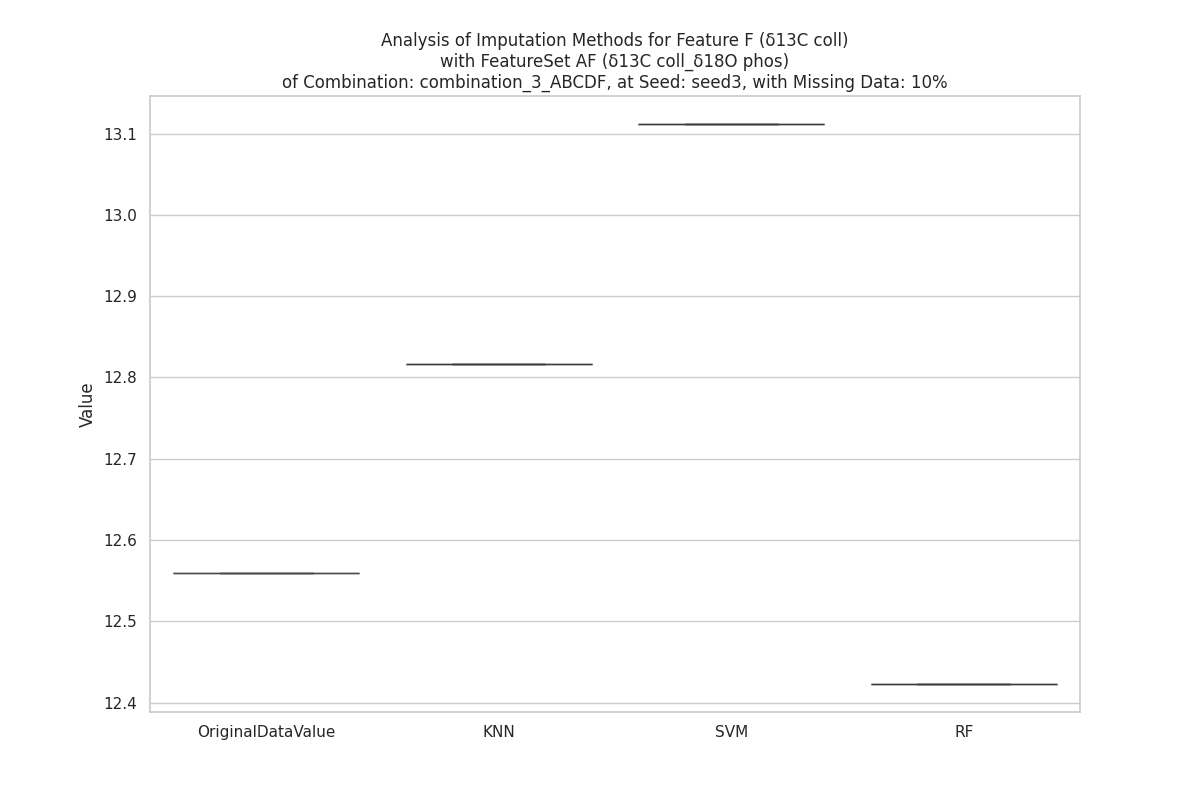 Analysis of Imputation Methods for Feature F (δ13C coll)
with FeatureSet AF (δ13C coll_δ18O phos)
of Combination: combination_3_ABCDF, at Seed: seed3, with Missing Data: 10%
13.1
13.0
12.9
12.8
12.7
12.6
12.5
12.4
Value
OriginalDataValue KNN SVM RF